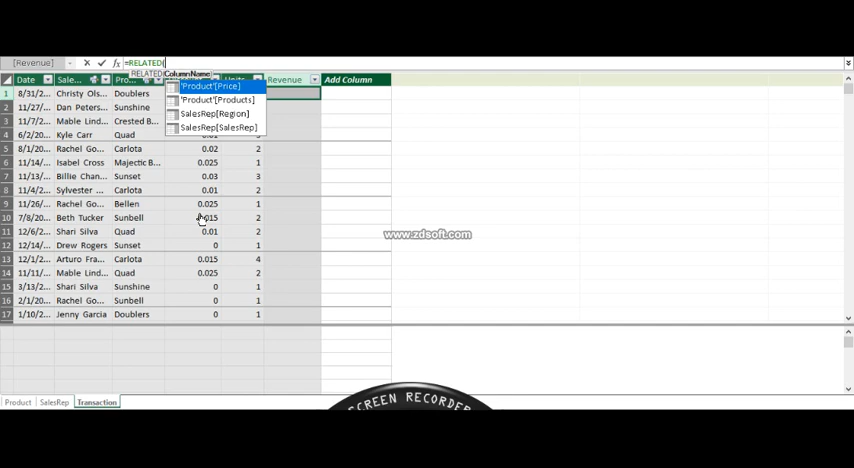 [Revenue] fx =RELATED(
RELATED(ColumnName)
Date Sale... Pro... Units Revenue Add Column
'Product'[Price]
'Product'[Products]
SalesRep[Region]
SalesRep[SalesRep]
1 8/31/2... Christy Ols... Doublers
2 11/27/... Dan Peters... Sunshine
3 11/7/2... Mable Lind... Crested B...
4 6/2/20... Kyle Carr Quad 0.01
5 8/1/20... Rachel Go... Carlota 0.02 2
6 11/14/... Isabel Cross Majectic B... 0.025 1
7 11/13/... Billie Chan... Sunset 0.03 3
8 11/4/2... Sylvester ... Carlota 0.01 2
9 11/26/... Rachel Go... Bellen 0.025 1
10 7/8/20... Beth Tucker Sunbell 0.015 2
11 12/6/2... Shari Silva Quad 0.01 2
12 12/14/... Drew Rogers Sunset 0 1
13 12/1/2... Arturo Fra... Carlota 0.015 4
14 11/11/... Mable Lind... Quad 0.025 2
15 3/13/2... Shari Silva Sunshine 0 1
16 2/1/20... Rachel Go... Sunbell 0 1
17 1/10/2... Jenny Garcia Doublers 0 1
www.zdsoft.com
Product SalesRep Transaction
SCREEN RECORDER